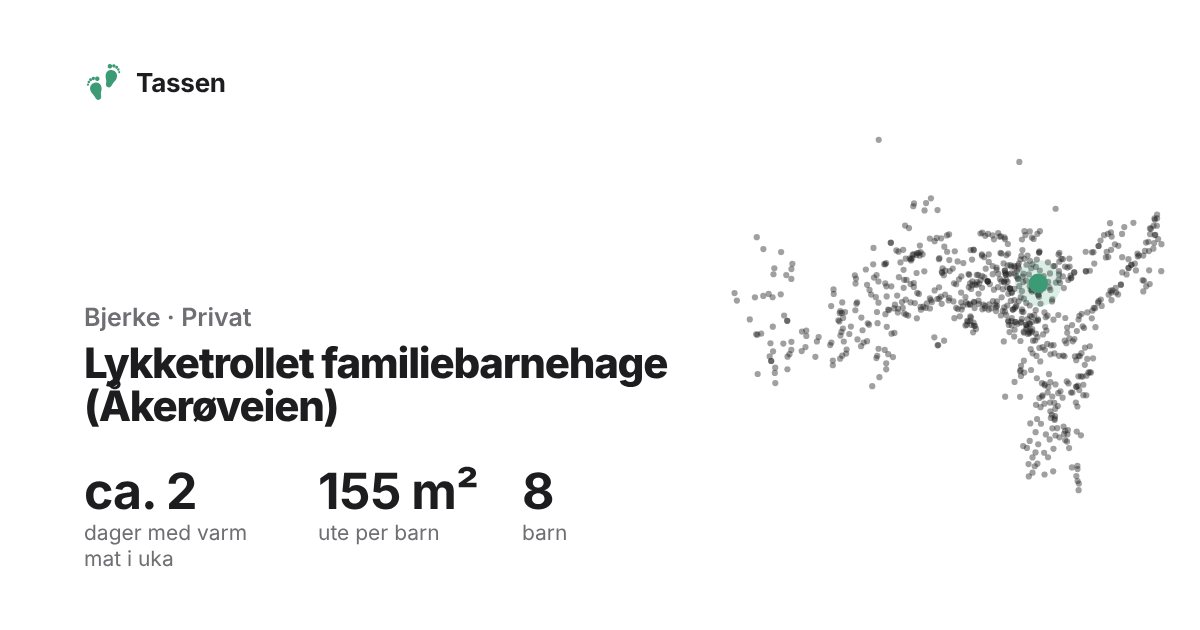 Tassen
Bjerke · Privat
Lykketrollet familiebarnehage
(Åkerøveien)
ca. 2
dager med varm
mat i uka
155 m²
ute per barn
8
barn